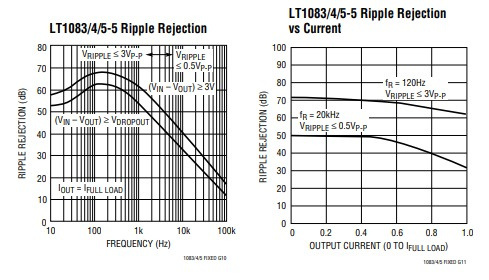 LT1083/4/5-5 Ripple Rejection
80
70
60
50
40
30
20
10
0
RIPPLE REJECTION (dB)
VRIPPLE ≤ 3VP-P
VRIPPLE
≤ 0.5VP-P
(VIN – VOUT) ≥ 3V
(VIN – VOUT) ≥ VDROPOUT
IOUT = IFULL LOAD
10
100
1k
10k
100k
FREQUENCY (Hz)
1083/4/5 FIXED G10
LT1083/4/5-5 Ripple Rejection
vs Current
100
90
80
70
60
50
40
30
20
10
0
RIPPLE REJECTION (dB)
fR = 120Hz
VRIPPLE ≤ 3VP-P
fR = 20kHz
VRIPPLE ≤ 0.5VP-P
0
0.2
0.4
0.6
0.8
1.0
OUTPUT CURRENT (0 TO IFULL LOAD)
1083/4/5 FIXED G11